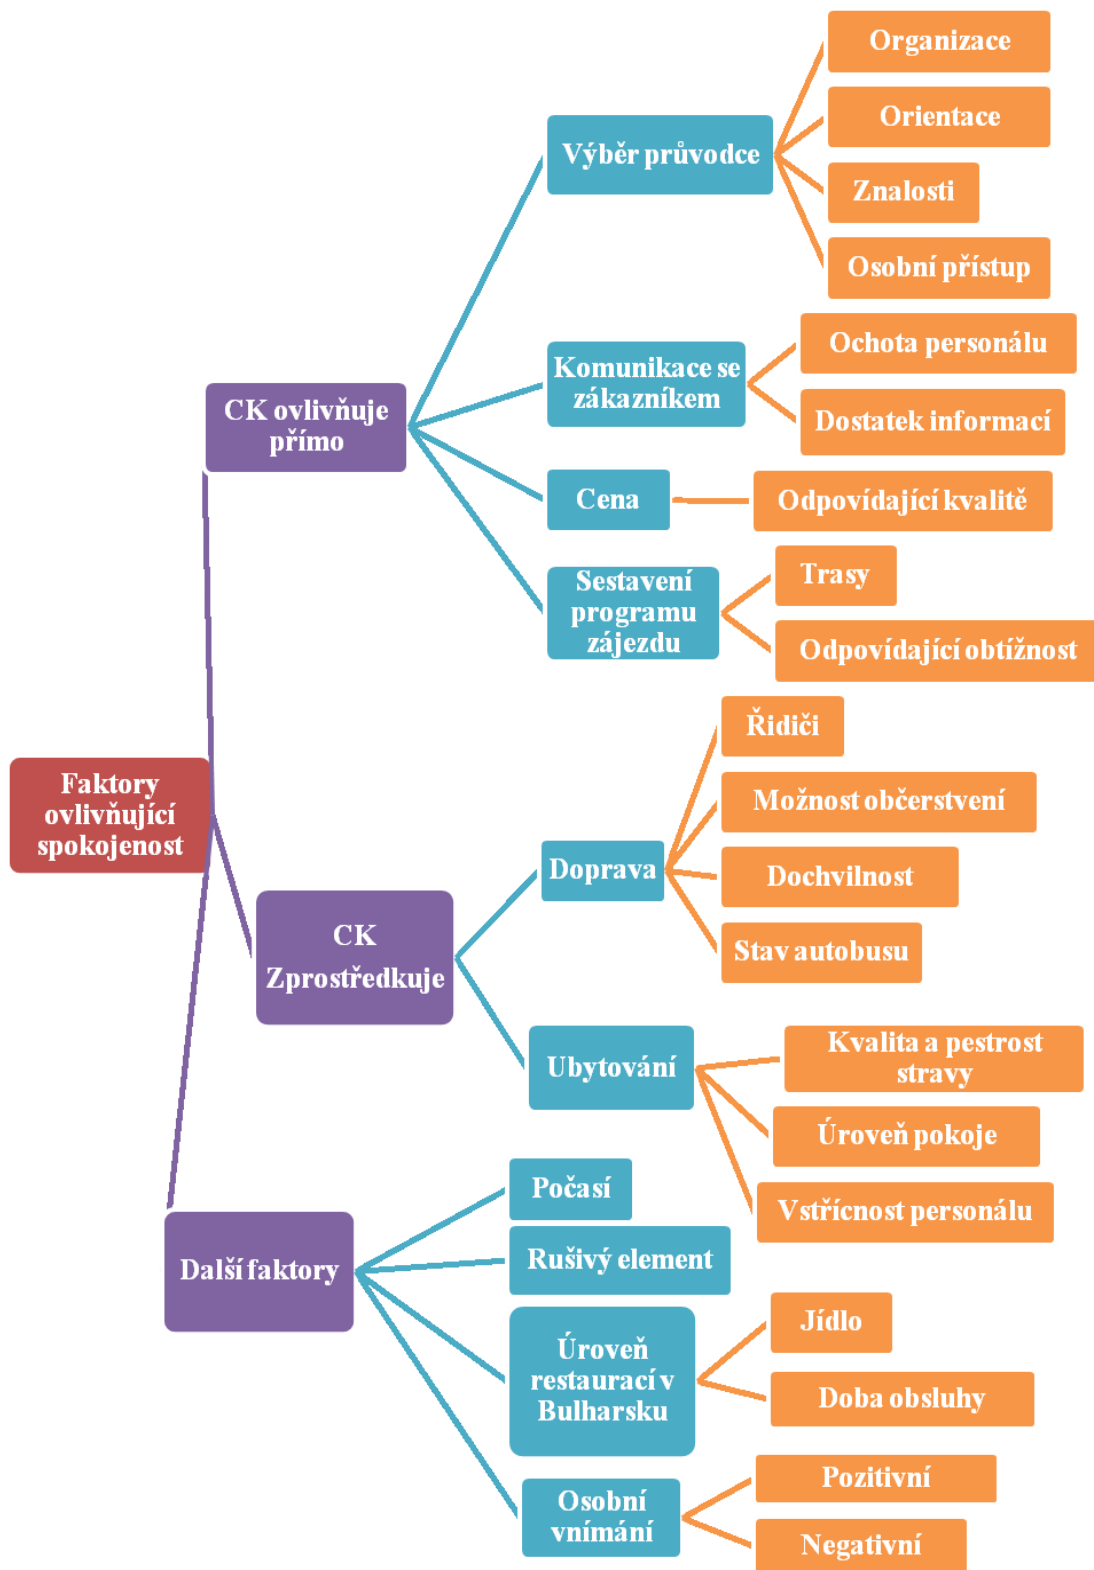 Faktory
ovlivňující
spokojenost
CK ovlivňuje
přímo
Výběr průvodce
Organizace
Orientace
Znalosti
Osobní přístup
Komunikace se
zákazníkem
Ochota personálu
Dostatek informací
Cena
Odpovídající kvalitě
Sestavení
programu
zájezdu
Trasy
Odpovídající obtížnost
CK
Zprostředkuje
Doprava
Řidiči
Možnost občerstvení
Dochvilnost
Stav autobusu
Ubytování
Kvalita a pestrost
stravy
Úroveň pokoje
Vstřícnost personálu
Další faktory
Počasí
Rušivý element
Úroveň
restaurací v
Bulharsku
Jídlo
Doba obsluhy
Osobní
vnímání
Pozitivní
Negativní